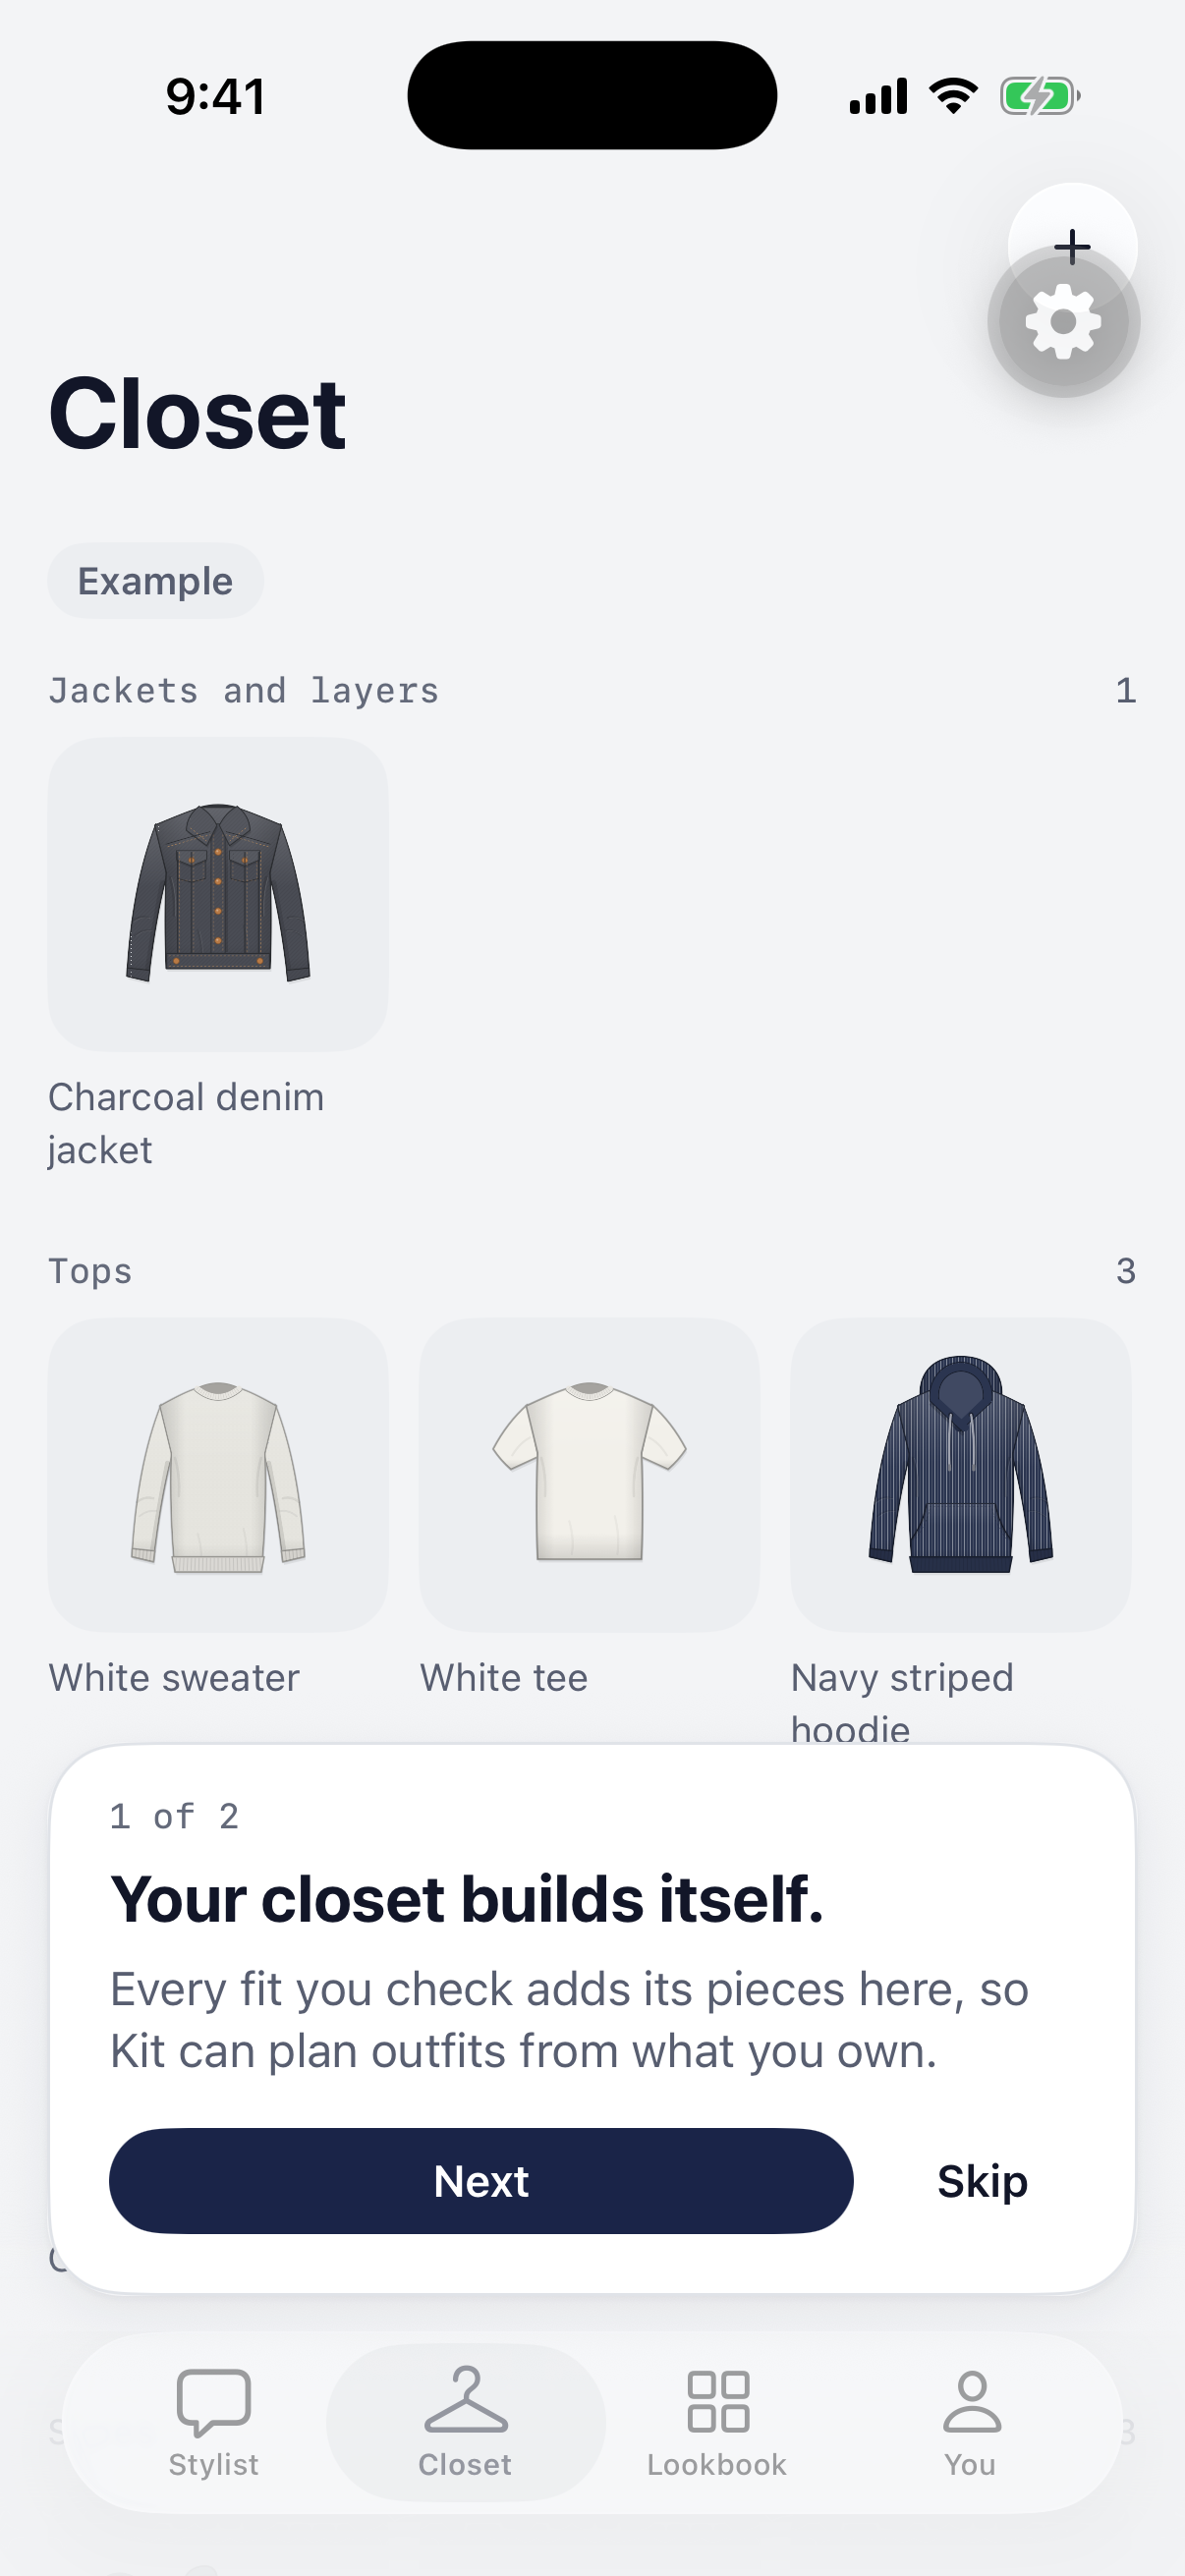 9:41
Closet
Example
Jackets and layers 1
Charcoal denim
jacket
Tops 3
White sweater
White tee
Navy striped
hoodie
1 of 2
Your closet builds itself.
Every fit you check adds its pieces here, so
Kit can plan outfits from what you own.
Next
Skip
Stylist
Closet
Lookbook
You